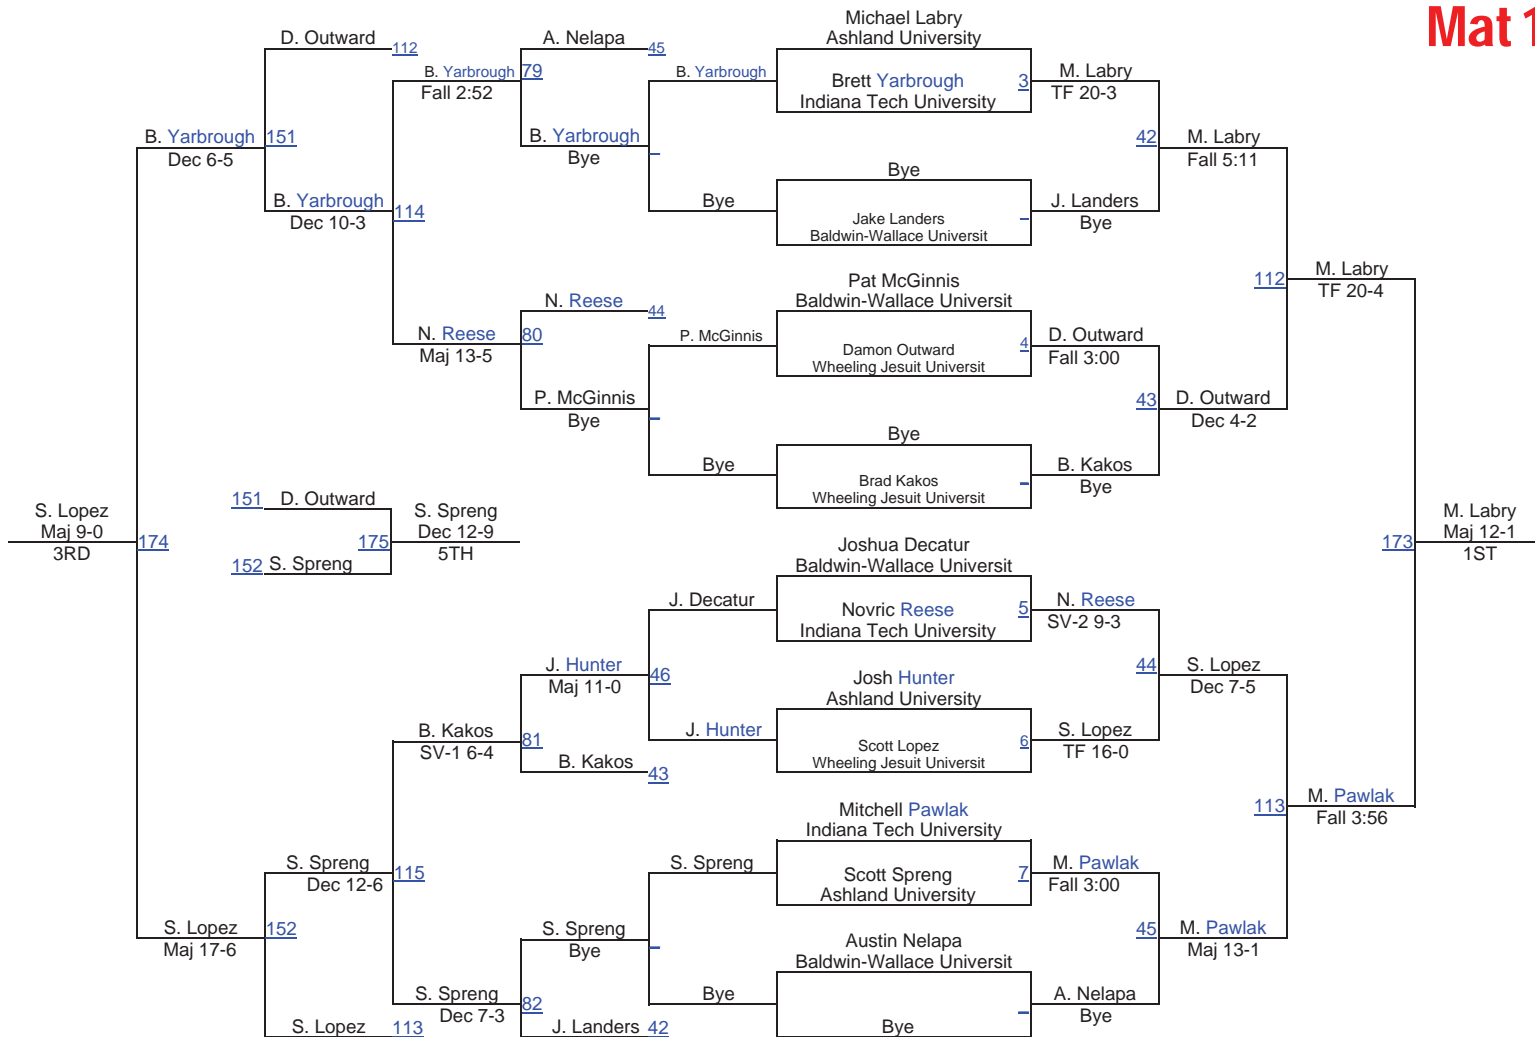 Mat 1
Michael Labry
Ashland University
D. Outward
112
A. Nelapa
45
B. Yarbrough
79
Fall 2:52
B. Yarbrough
Brett Yarbrough
3
Indiana Tech University
M. Labry
TF 20-3
B. Yarbrough
151
Dec 6-5
B. Yarbrough
Bye
42
M. Labry
Fall 5:11
Bye
B. Yarbrough
114
Dec 10-3
Bye
Jake Landers
Baldwin-Wallace Universit
J. Landers
Bye
Pat McGinnis
Baldwin-Wallace Universit
112
M. Labry
TF 20-4
N. Reese
44
N. Reese
80
Maj 13-5
P. McGinnis
Damon Outward
4
Wheeling Jesuit Universit
D. Outward
Fall 3:00
P. McGinnis
Bye
43
D. Outward
Dec 4-2
Bye
Bye
Brad Kakos
Wheeling Jesuit Universit
B. Kakos
Bye
151
D. Outward
S. Lopez
Maj 9-0
3RD
174
175
S. Spreng
Dec 12-9
5TH
152
S. Spreng
173
M. Labry
Maj 12-1
1ST
Joshua Decatur
Baldwin-Wallace Universit
J. Decatur
Novric Reese
5
Indiana Tech University
N. Reese
SV-2 9-3
J. Hunter
46
Maj 11-0
44
S. Lopez
Dec 7-5
Josh Hunter
Ashland University
B. Kakos
81
SV-1 6-4
J. Hunter
Scott Lopez
6
Wheeling Jesuit Universit
S. Lopez
TF 16-0
B. Kakos
43
Mitchell Pawlak
Indiana Tech University
113
M. Pawlak
Fall 3:56
S. Spreng
115
Dec 12-6
S. Spreng
Scott Spreng
7
Ashland University
M. Pawlak
Fall 3:00
S. Lopez
152
Maj 17-6
S. Spreng
Bye
Austin Nelapa
Baldwin-Wallace Universit
45
M. Pawlak
Maj 13-1
S. Spreng
82
Dec 7-3
Bye
A. Nelapa
Bye
S. Lopez
113
J. Landers
42
Bye